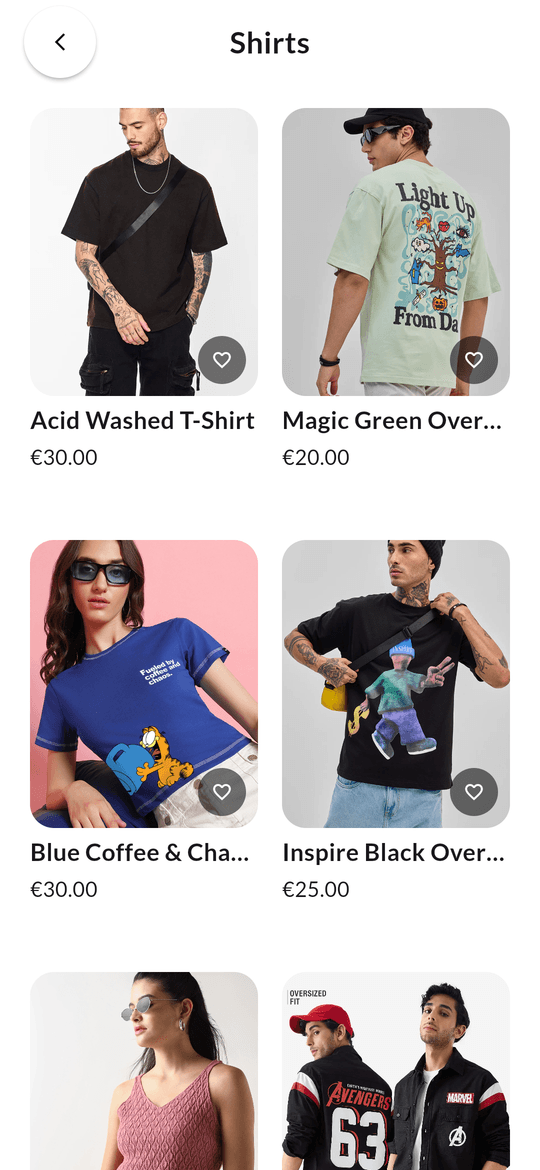 Shirts
Light Up
From Da
Acid Washed T-Shirt
Magic Green Over...
€30.00
€20.00
Fueled by
coffee and
chaos.
Blue Coffee & Cha...
Inspire Black Over...
€30.00
€25.00
OVERSIZED
FIT
AVENGERS
63
MARVEL